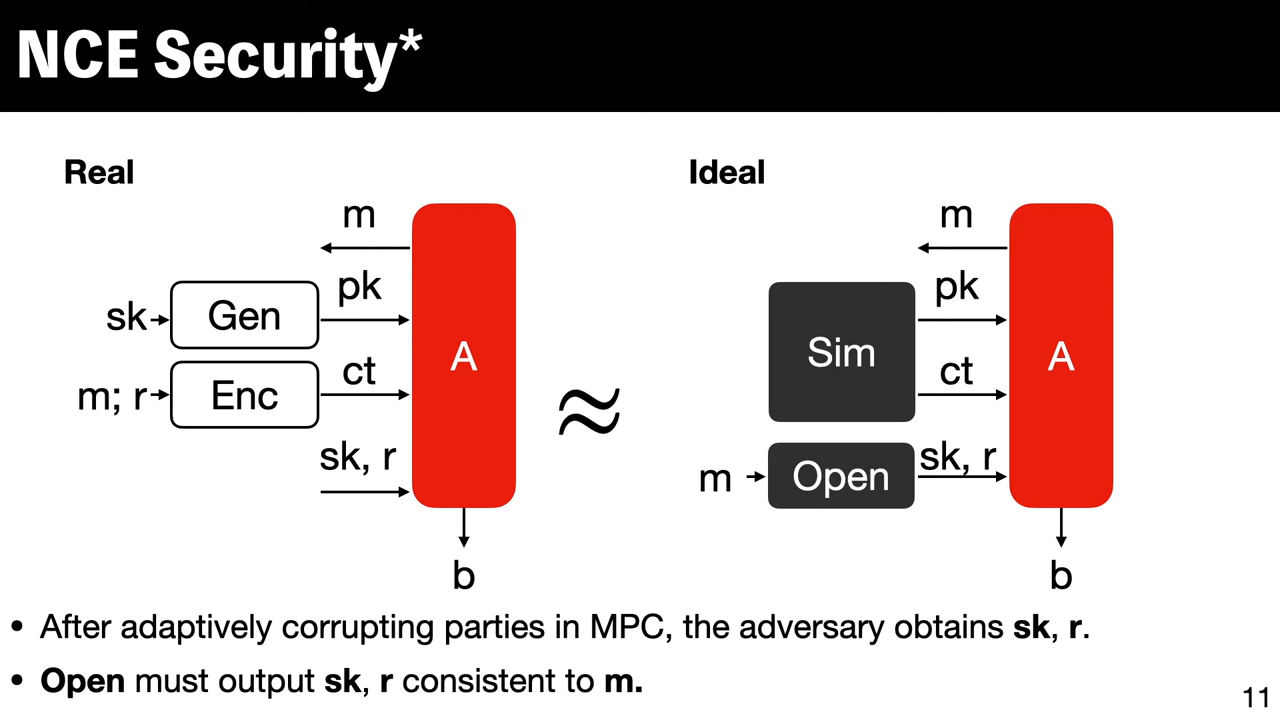 NCE Security*
Real
m
pk
sk
Gen
ct
m; r
Enc
sk, r
A
b
≈
Ideal
m
pk
Sim
ct
m
Open
sk, r
A
b
• After adaptively corrupting parties in MPC, the adversary obtains sk, r.
• Open must output sk, r consistent to m.
11